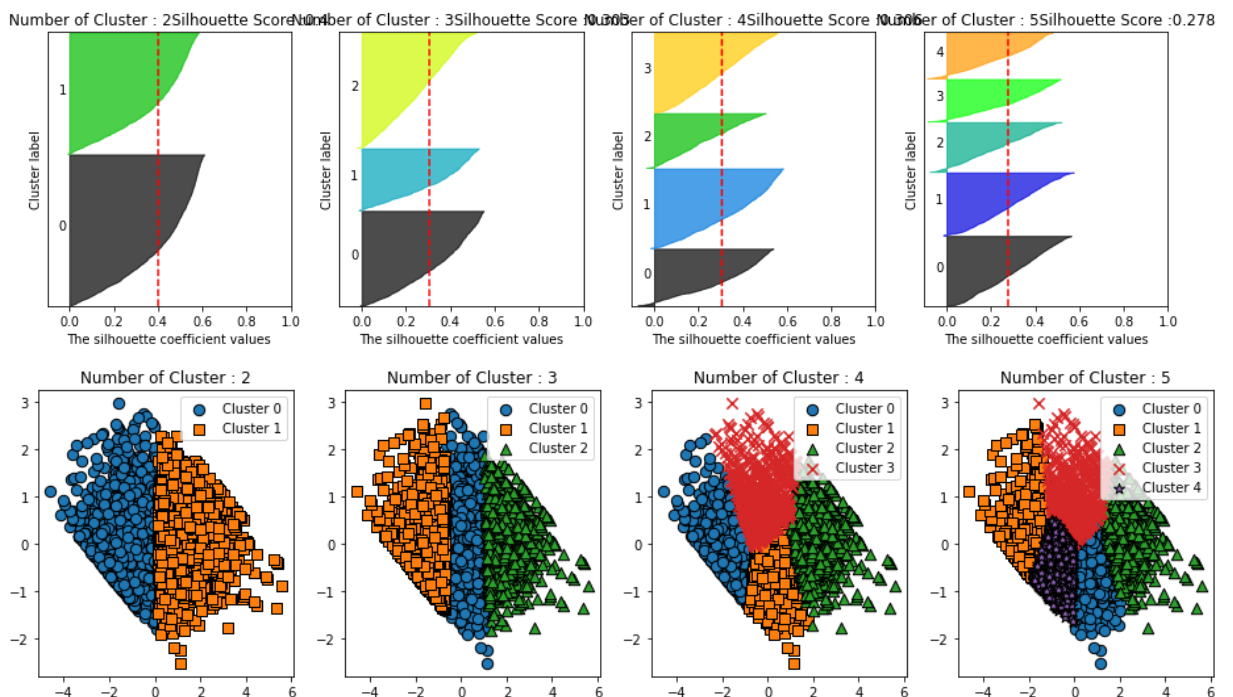 Number of Cluster : 2Silhouette Score :0.4
Number of Cluster : 3Silhouette Score :0.303
Number of Cluster : 4Silhouette Score :0.306
Number of Cluster : 5Silhouette Score :0.278
Cluster label
1
0
0.0 0.2 0.4 0.6 0.8 1.0
The silhouette coefficient values
Cluster label
2
1
0
0.0 0.2 0.4 0.6 0.8 1.0
The silhouette coefficient values
Cluster label
3
2
1
0
0.0 0.2 0.4 0.6 0.8 1.0
The silhouette coefficient values
Cluster label
4
3
2
1
0
0.0 0.2 0.4 0.6 0.8 1.0
The silhouette coefficient values
Number of Cluster : 2
Cluster 0
Cluster 1
3
2
1
0
−1
−2
−4 −2 0 2 4 6
Number of Cluster : 3
Cluster 0
Cluster 1
Cluster 2
3
2
1
0
−1
−2
−4 −2 0 2 4 6
Number of Cluster : 4
Cluster 0
Cluster 1
Cluster 2
Cluster 3
3
2
1
0
−1
−2
−4 −2 0 2 4 6
Number of Cluster : 5
Cluster 0
Cluster 1
Cluster 2
Cluster 3
Cluster 4
3
2
1
0
−1
−2
−4 −2 0 2 4 6